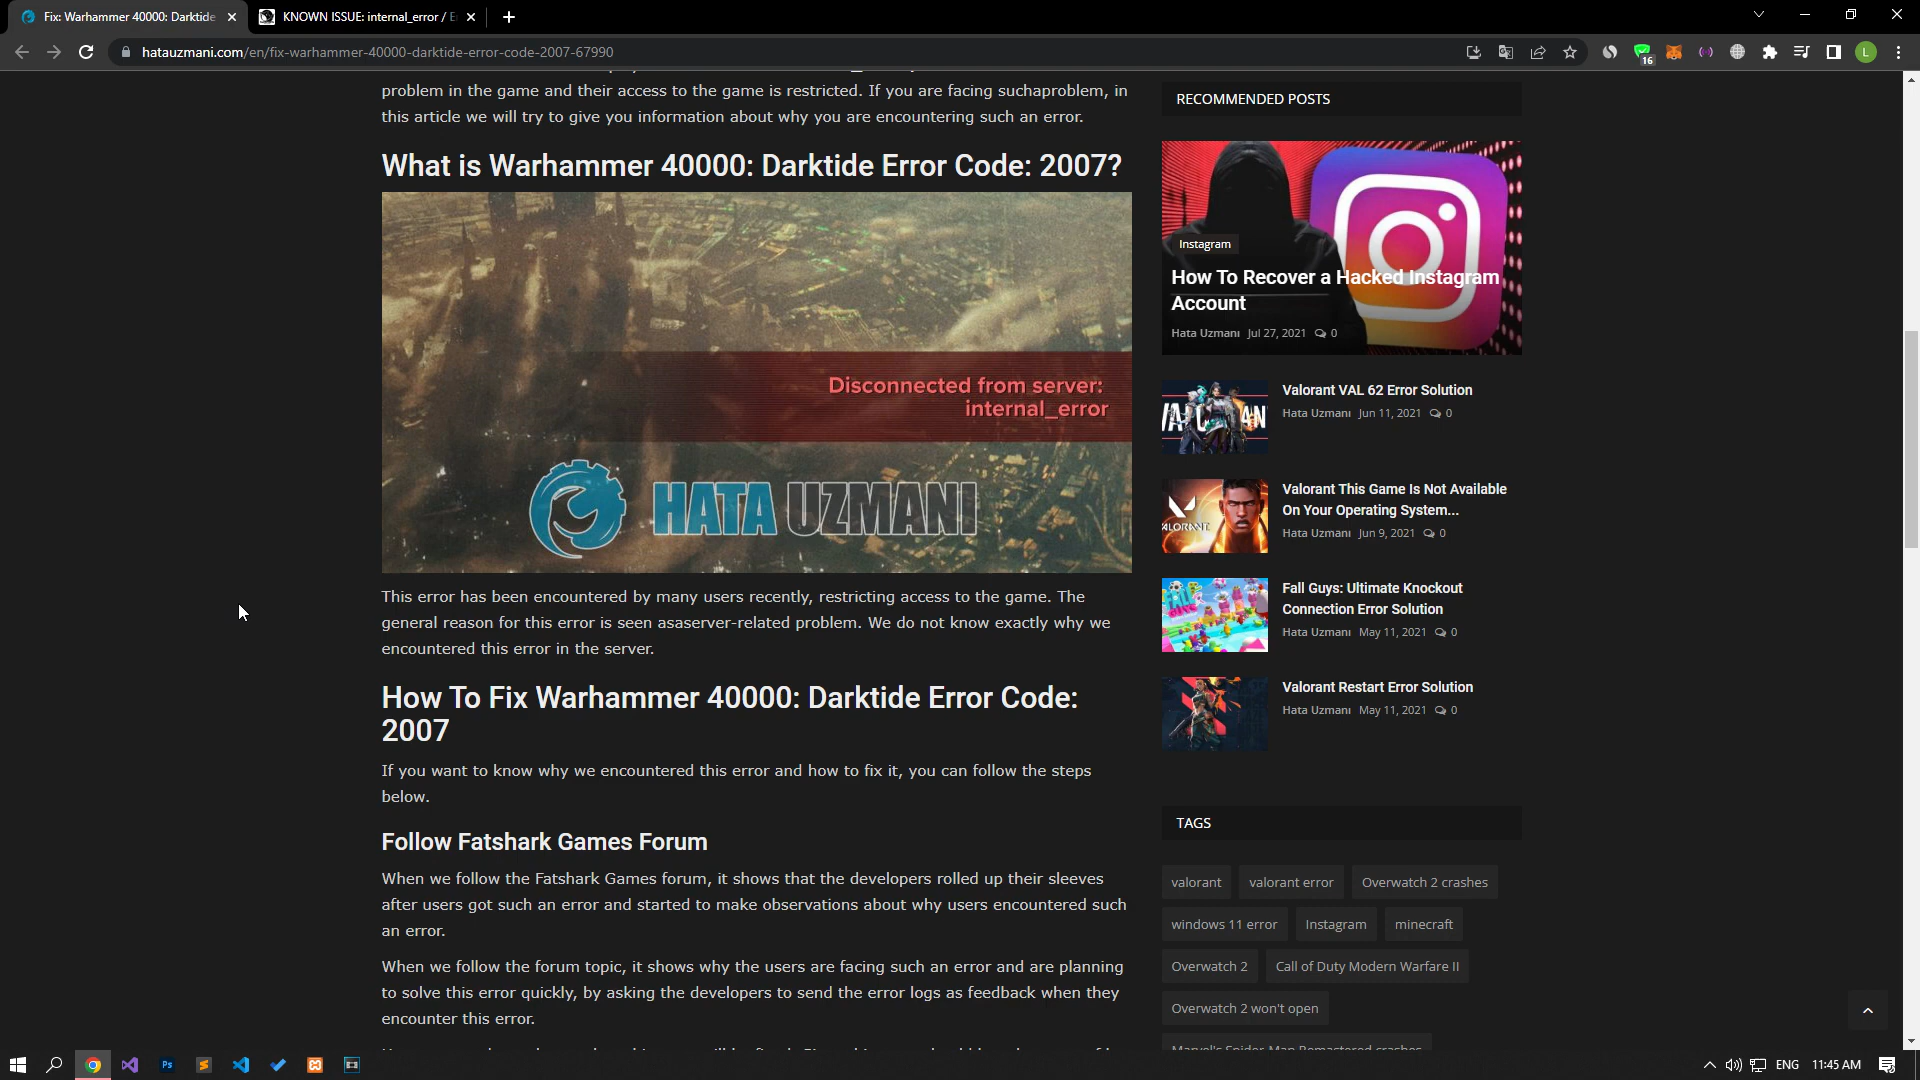 Fix: Warhammer 40000: Darktide
KNOWN ISSUE: internal_error / E
hatauzmani.com/en/fix-warhammer-40000-darktide-error-code-2007-67990
16
L
problem in the game and their access to the game is restricted. If you are facing suchaproblem, in
this article we will try to give you information about why you are encountering such an error.
What is Warhammer 40000: Darktide Error Code: 2007?
Disconnected from server:
internal_error
HATA UZMANI
This error has been encountered by many users recently, restricting access to the game. The
general reason for this error is seen asaserver-related problem. We do not know exactly why we
encountered this error in the server.
How To Fix Warhammer 40000: Darktide Error Code:
2007
If you want to know why we encountered this error and how to fix it, you can follow the steps
below.
Follow Fatshark Games Forum
When we follow the Fatshark Games forum, it shows that the developers rolled up their sleeves
after users got such an error and started to make observations about why users encountered such
an error.
When we follow the forum topic, it shows why the users are facing such an error and are planning
to solve this error quickly, by asking the developers to send the error logs as feedback when they
encounter this error.
RECOMMENDED POSTS
Instagram
How To Recover a Hacked Instagram
Account
Hata Uzmanı Jul 27, 2021 0
Valorant VAL 62 Error Solution
Hata Uzmanı Jun 11, 2021 0
Valorant This Game Is Not Available
On Your Operating System...
Hata Uzmanı Jun 9, 2021 0
Fall Guys: Ultimate Knockout
Connection Error Solution
Hata Uzmanı May 11, 2021 0
Valorant Restart Error Solution
Hata Uzmanı May 11, 2021 0
TAGS
valorant valorant error Overwatch 2 crashes
windows 11 error Instagram minecraft
Overwatch 2 Call of Duty Modern Warfare II
Overwatch 2 won't open
Marvel's Spider-Man Remastered crashes
Ps
ENG 11:45 AM